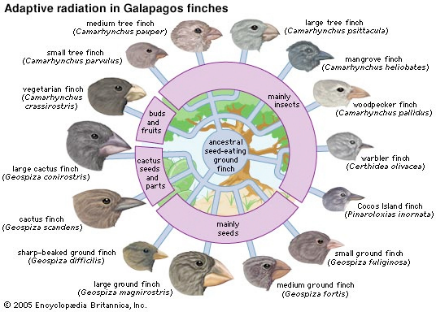 Adaptive radiation in Galapagos finches
medium tree finch
(Camarhynchus pauper)
large tree finch
(Camarhynchus psittacula)
small tree finch
(Camarhynchus parvulus)
mangrove finch
(Camarhynchus heliobates)
vegetarian finch
(Camarhynchus
crassirostris)
woodpecker finch
(Camarhynchus pallidus)
buds
and
fruits
mainly
insects
ancestral
seed-eating
ground
finch
warbler finch
(Certhidea olivacea)
large cactus finch
(Geospiza conirostris)
cactus
seeds
and
parts
Cocos Island finch
(Pinaroloxias inornata)
cactus finch
(Geospiza scandens)
mainly
seeds
sharp-beaked ground finch
(Geospiza difficilis)
small ground finch
(Geospiza fuliginosa)
large ground finch
(Geospiza magnirostris)
medium ground finch
(Geospiza fortis)
© 2005 Encyclopædia Britannica, Inc.